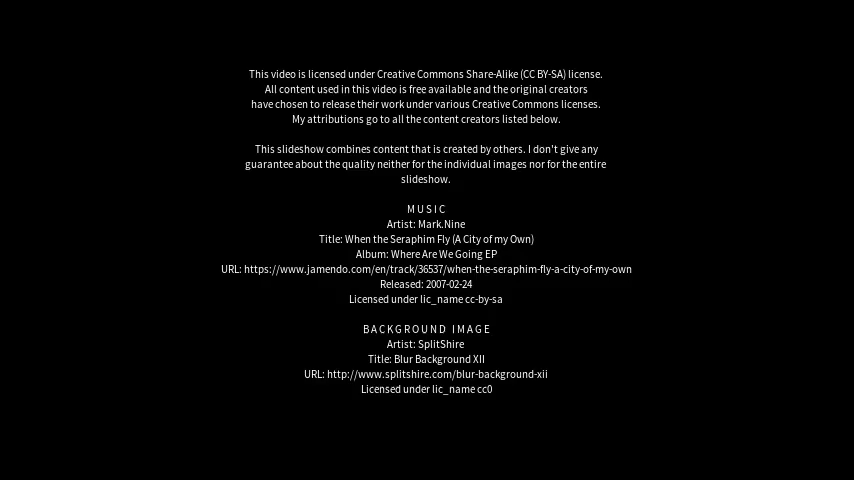 This video is licensed under Creative Commons Share-Alike (CC BY-SA) license.
All content used in this video is free available and the original creators
have chosen to release their work under various Creative Commons licenses.
My attributions go to all the content creators listed below.
This slideshow combines content that is created by others. I don't give any
guarantee about the quality neither for the individual images nor for the entire
slideshow.
MUSIC
Artist: Mark.Nine
Title: When the Seraphim Fly (A City of my Own)
Album: Where Are We Going EP
URL: https://www.jamendo.com/en/track/36537/when-the-seraphim-fly-a-city-of-my-own
Released: 2007-02-24
Licensed under lic_name cc-by-sa
BACKGROUND IMAGE
Artist: SplitShire
Title: Blur Background XII
URL: http://www.splitshire.com/blur-background-xii
Licensed under lic_name cc0